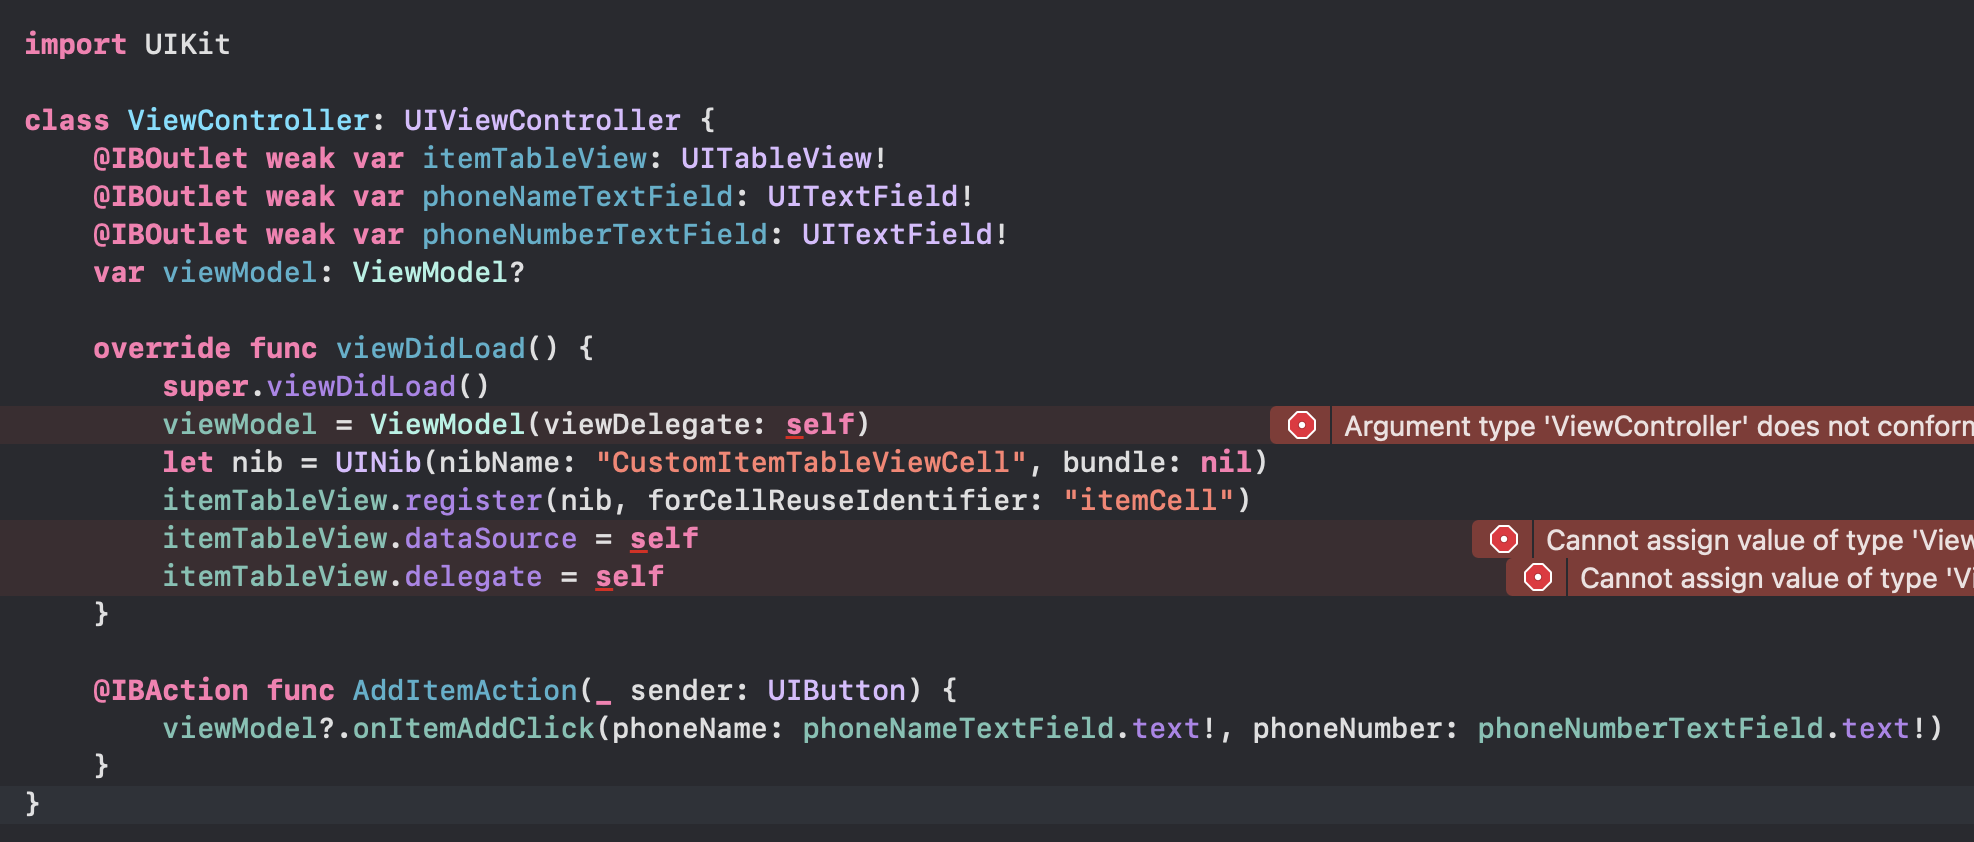 import UIKit
class ViewController: UIViewController {
@IBOutlet weak var itemTableView: UITableView!
@IBOutlet weak var phoneNameTextField: UITextField!
@IBOutlet weak var phoneNumberTextField: UITextField!
var viewModel: ViewModel?
override func viewDidLoad() {
super.viewDidLoad()
viewModel = ViewModel(viewDelegate: self) Argument type 'ViewController' does not conform
let nib = UINib(nibName: "CustomItemTableViewCell", bundle: nil)
itemTableView.register(nib, forCellReuseIdentifier: "itemCell")
itemTableView.dataSource = self Cannot assign value of type 'View
itemTableView.delegate = self Cannot assign value of type 'Vi
}
@IBAction func AddItemAction(_ sender: UIButton) {
viewModel?.onItemAddClick(phoneName: phoneNameTextField.text!, phoneNumber: phoneNumberTextField.text!)
}
}